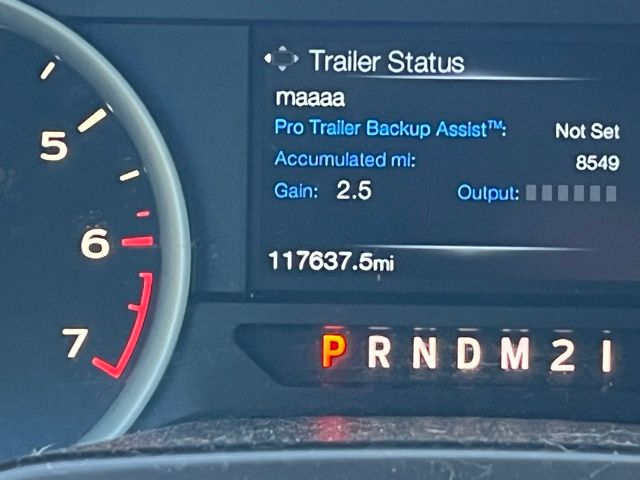 Trailer Status
maaaa
Pro Trailer Backup Assist™: Not Set
Accumulated mi: 8549
Gain: 2.5 Output:
117637.5mi
5
6
7
P R N D M 2 1